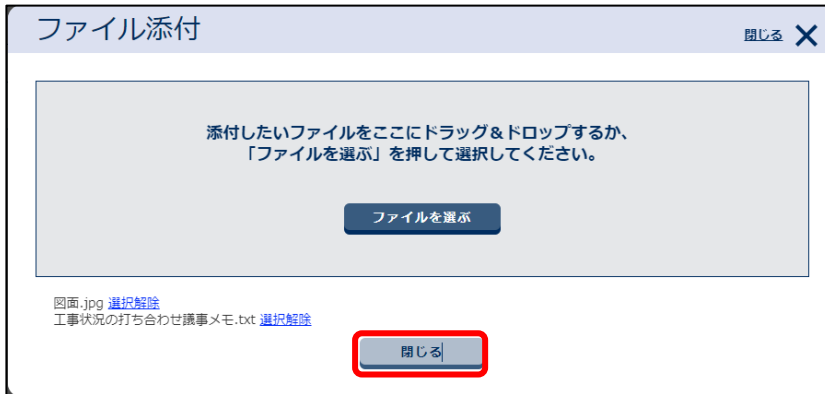 ファイル添付
閉じる
添付したいファイルをここにドラッグ＆ドロップするか、
「ファイルを選ぶ」を押して選択してください。
ファイルを選ぶ
図面.jpg 選択解除
工事状況の打ち合わせ議事メモ.txt 選択解除
閉じる